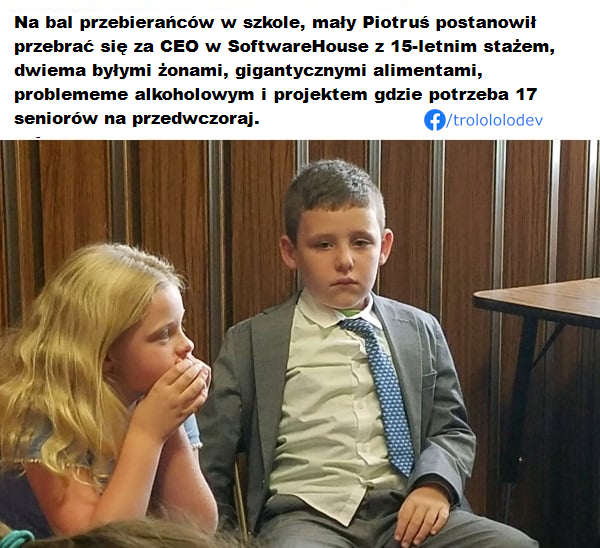 Na bal przebierańców w szkole, mały Piotruś postanowił
przebrać się za CEO w SoftwareHouse z 15-letnim stażem,
dwiema byłymi żonami, gigantycznymi alimentami,
problememe alkoholowym i projektem gdzie potrzeba 17
seniorów na przedwczoraj.
/trolololodev